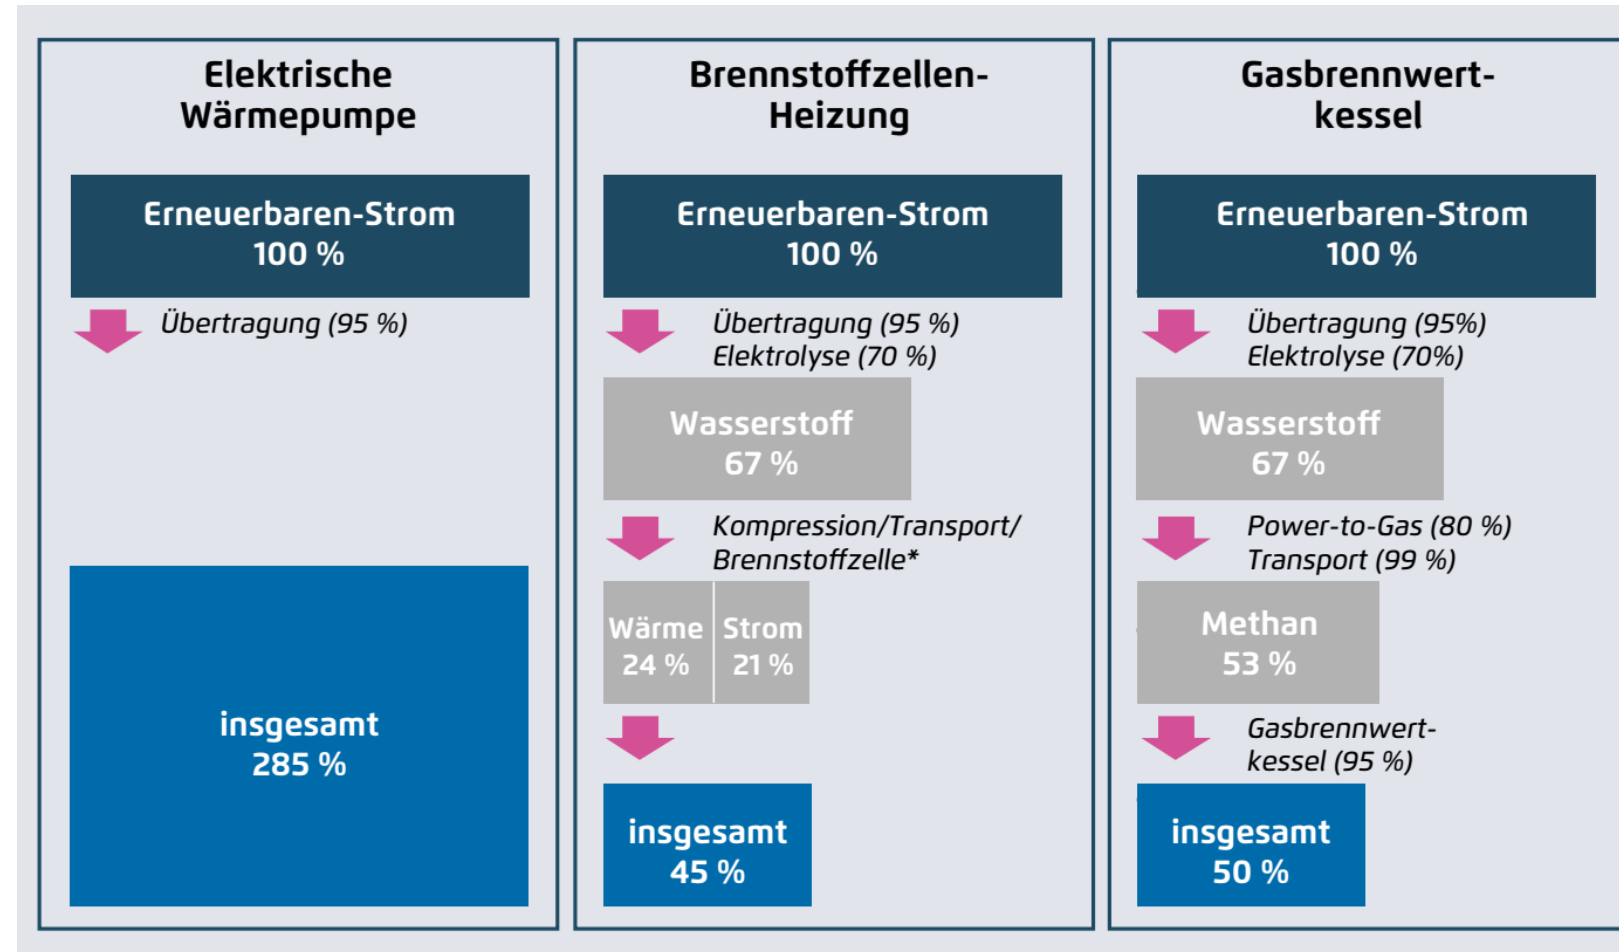 Elektrische
Wärmepumpe
Erneuerbaren-Strom
100 %
Übertragung (95 %)
insgesamt
285 %
Brennstoffzellen-
Heizung
Erneuerbaren-Strom
100 %
Übertragung (95 %)
Elektrolyse (70 %)
Wasserstoff
67 %
Kompression/Transport/
Brennstoffzelle*
Wärme
24 %
Strom
21 %
insgesamt
45 %
Gasbrennwert-
kessel
Erneuerbaren-Strom
100 %
Übertragung (95%)
Elektrolyse (70%)
Wasserstoff
67 %
Power-to-Gas (80 %)
Transport (99 %)
Methan
53 %
Gasbrennwert-
kessel (95 %)
insgesamt
50 %